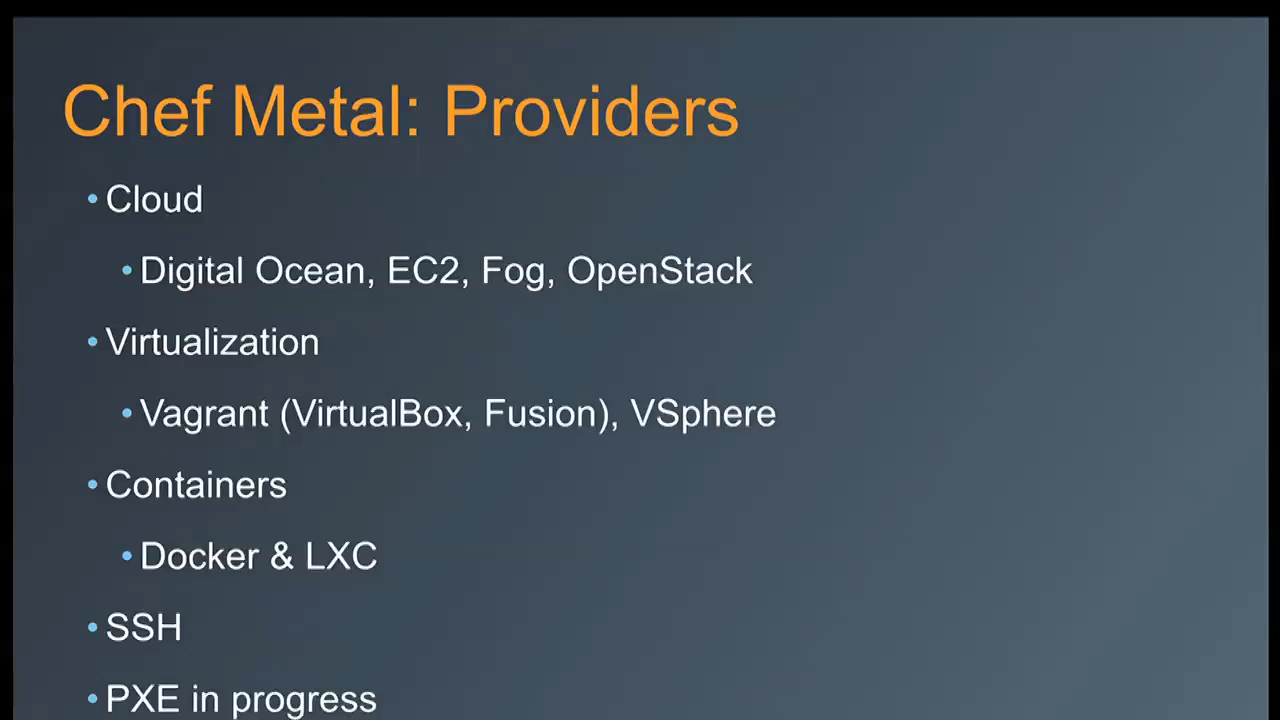 Chef Metal: Providers
• Cloud
• Digital Ocean, EC2, Fog, OpenStack
• Virtualization
• Vagrant (VirtualBox, Fusion), VSphere
• Containers
• Docker & LXC
• SSH
• PXE in progress